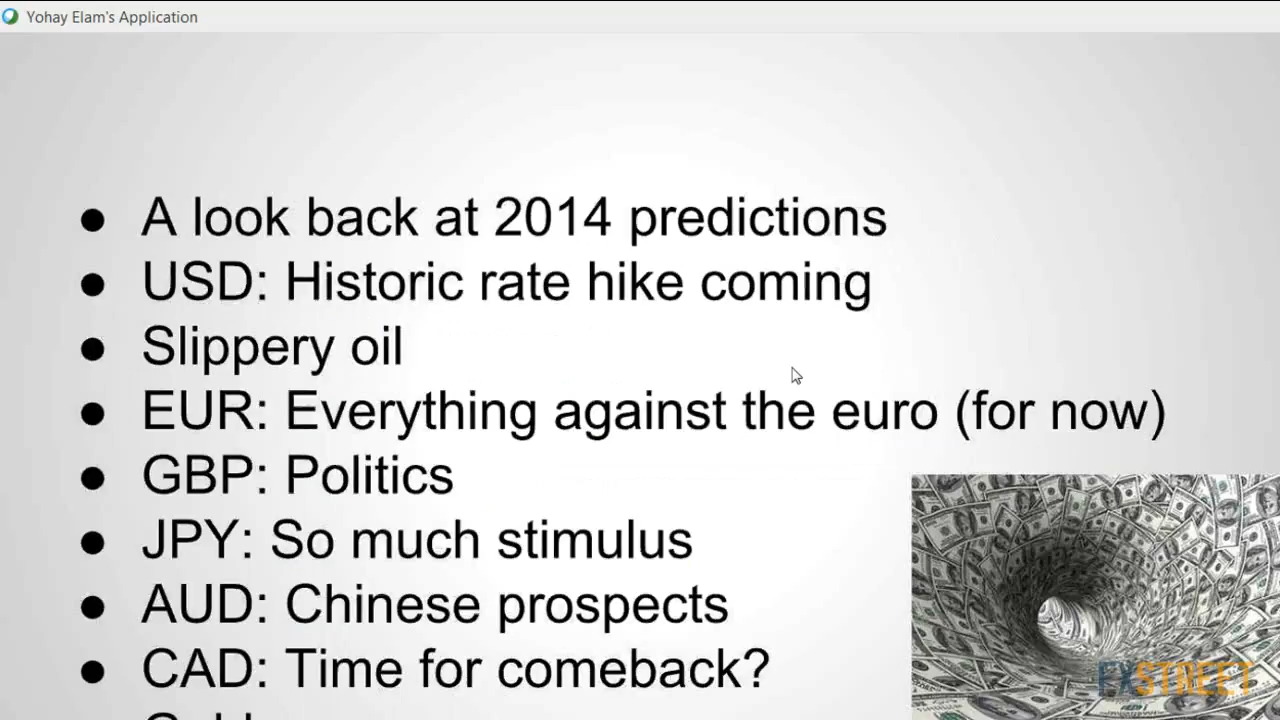 Yohay Elam's Application
● A look back at 2014 predictions
● USD: Historic rate hike coming
● Slippery oil
● EUR: Everything against the euro (for now)
● GBP: Politics
● JPY: So much stimulus
● AUD: Chinese prospects
● CAD: Time for comeback?
FXSTREET